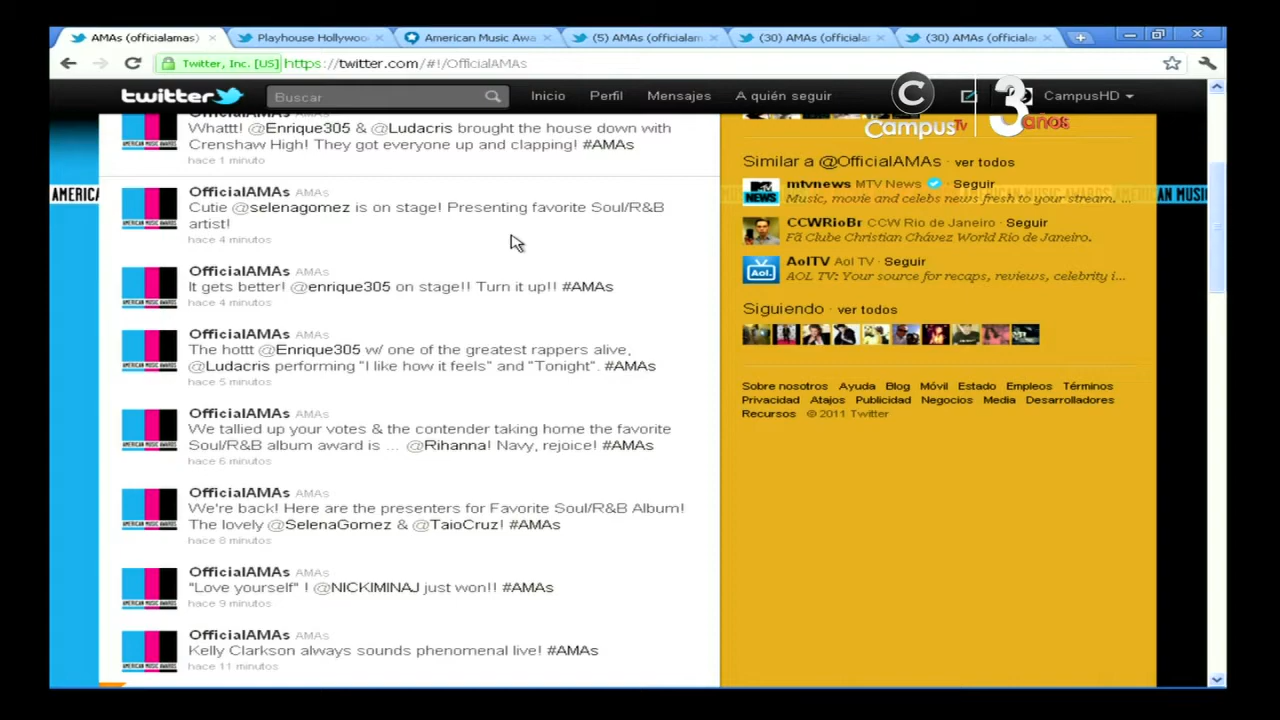 AMAs (officialamas)
Playhouse Hollywoo
American Music Awa
(5) AMAs (officialam
(30) AMAs (officiala
(30) AMAs (officiala
Twitter, Inc. [US]
https://twitter.com/#!/OfficialAMAs
twitter
Buscar
Inicio
Perfil
Mensajes
A quién seguir
CampusHD
C
CampusTv
3
años
Whattt! @Enrique305 & @Ludacris brought the house down with
Crenshaw High! They got everyone up and clapping! #AMAs
hace 1 minuto
OfficialAMAs AMAs
Cutie @selenagomez is on stage! Presenting favorite Soul/R&B
artist!
hace 4 minutos
OfficialAMAs AMAs
It gets better! @enrique305 on stage!! Turn it up!! #AMAs
hace 4 minutos
OfficialAMAs AMAs
The hottt @Enrique305 w/ one of the greatest rappers alive,
@Ludacris performing "I like how it feels" and "Tonight". #AMAs
hace 5 minutos
OfficialAMAs AMAs
We tallied up your votes & the contender taking home the favorite
Soul/R&B album award is ... @Rihanna! Navy, rejoice! #AMAs
hace 6 minutos
OfficialAMAs AMAs
We're back! Here are the presenters for Favorite Soul/R&B Album!
The lovely @SelenaGomez & @TaioCruz! #AMAs
hace 8 minutos
OfficialAMAs AMAs
"Love yourself" ! @NICKIMINAJ just won!! #AMAs
hace 9 minutos
OfficialAMAs AMAs
Kelly Clarkson always sounds phenomenal live! #AMAs
hace 11 minutos
Similar a @OfficialAMAs · ver todos
mtvnews MTV News · Seguir
Music, movie and celebs news fresh to your stream. ...
CCWRioBr CCW Rio de Janeiro · Seguir
Fã Clube Christian Chávez World Rio de Janeiro.
AolTV Aol TV · Seguir
AOL TV: Your source for recaps, reviews, celebrity i...
Siguiendo · ver todos
Sobre nosotros Ayuda Blog Móvil Estado Empleos Términos
Privacidad Atajos Publicidad Negocios Media Desarrolladores
Recursos © 2011 Twitter